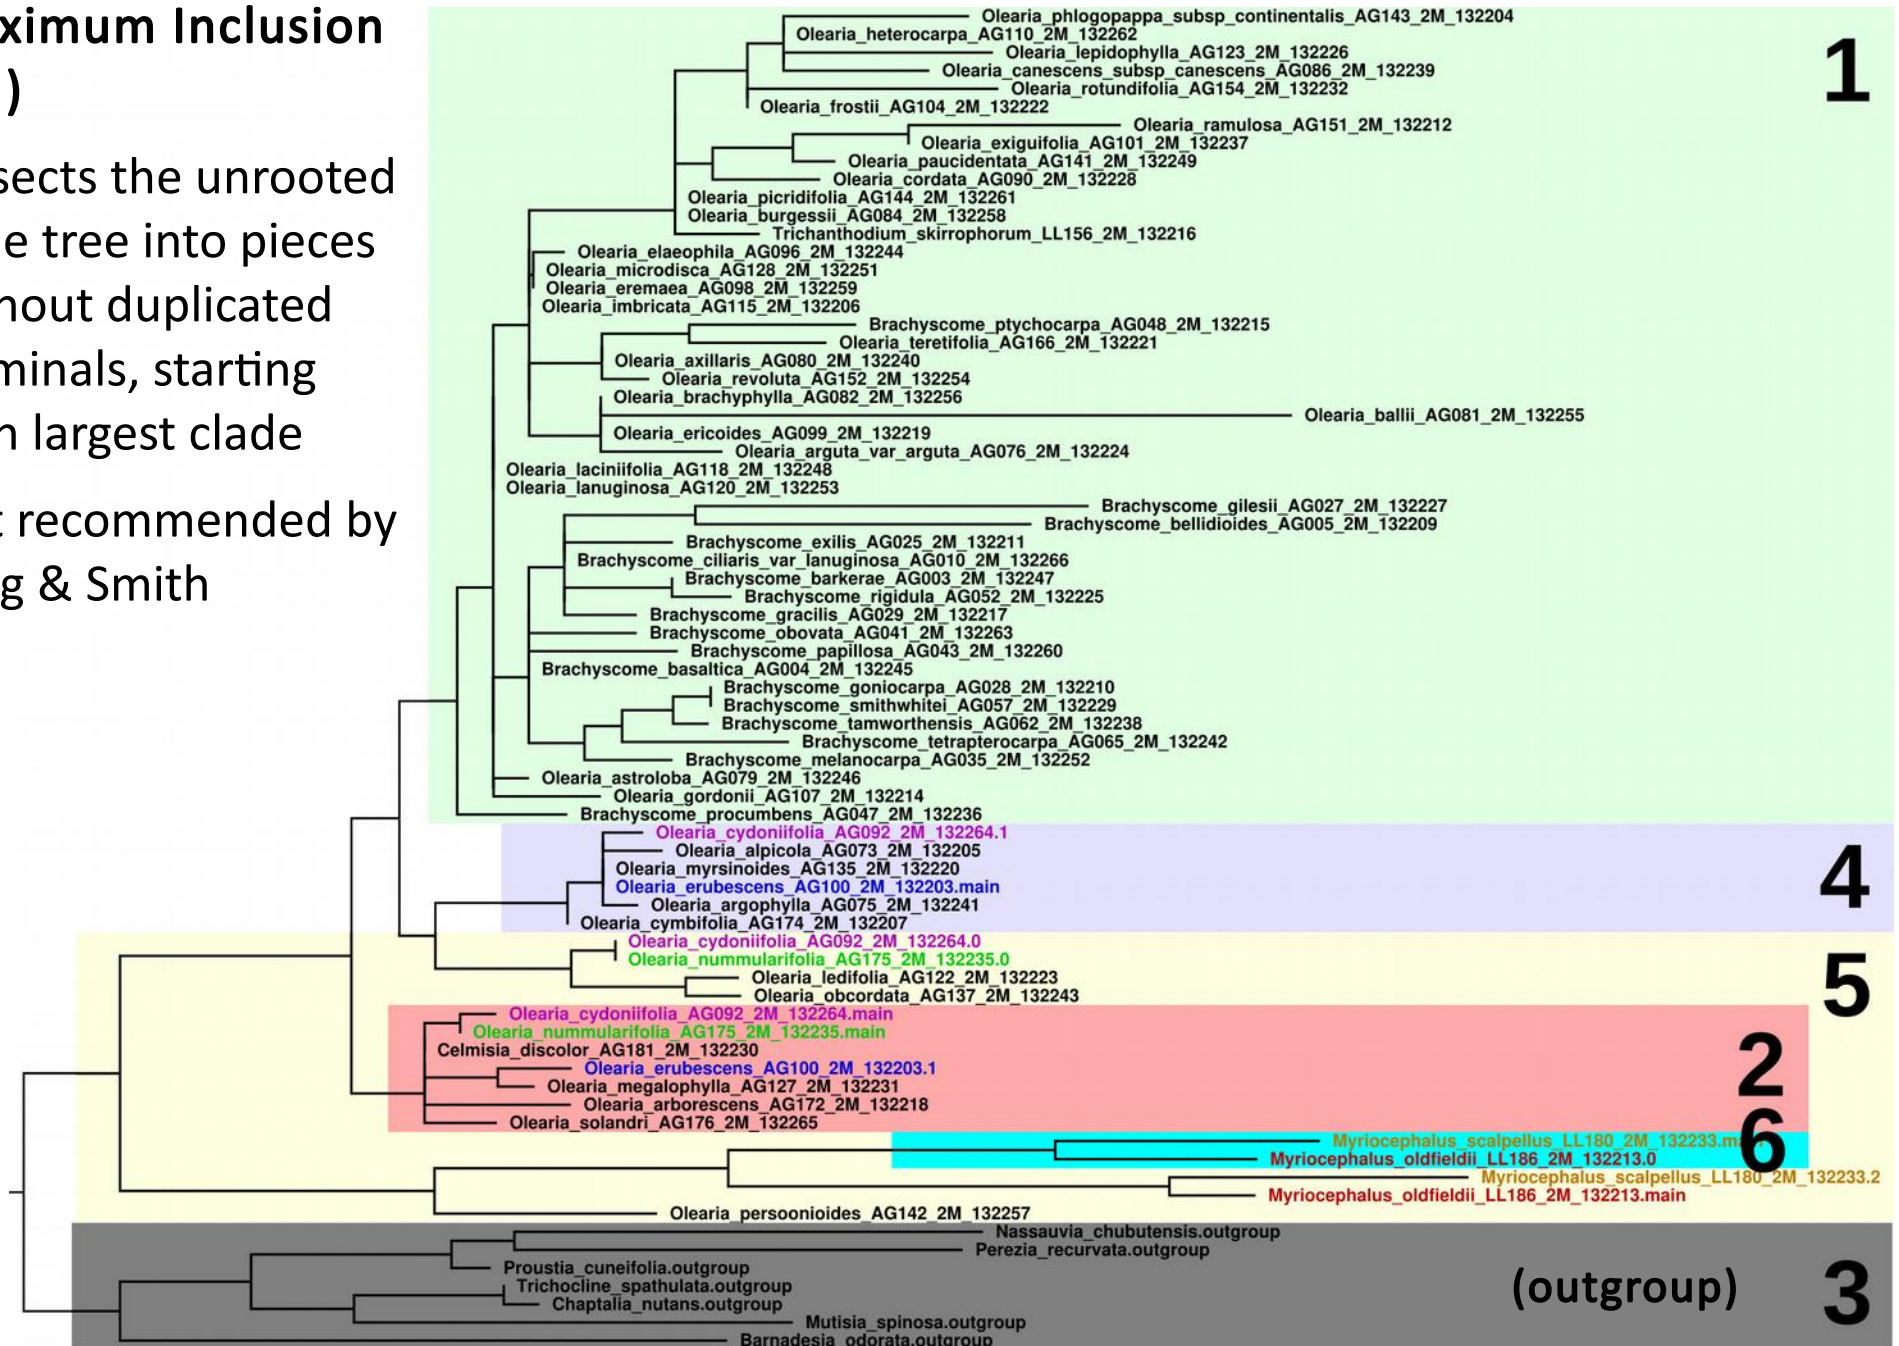 ximum Inclusion
)
sects the unrooted
e tree into pieces
hout duplicated
minals, starting
h largest clade
t recommended by
g & Smith
Olearia_phlogopappa_subsp_continentalis_AG143_2M_132204
Olearia_heterocarpa_AG110_2M_132262
Olearia_lepidophylla_AG123_2M_132226
Olearia_canescens_subsp_canescens_AG086_2M_132239
Olearia_rotundifolia_AG154_2M_132232
Olearia_frostii_AG104_2M_132222
Olearia_ramulosa_AG151_2M_132212
Olearia_exiguifolia_AG101_2M_132237
Olearia_paucidentata_AG141_2M_132249
Olearia_cordata_AG090_2M_132228
Olearia_picridifolia_AG144_2M_132261
Olearia_burgessii_AG084_2M_132258
Trichanthodium_skirrophorum_LL156_2M_132216
Olearia_elaeophila_AG096_2M_132244
Olearia_microdisca_AG128_2M_132251
Olearia_eremaea_AG098_2M_132259
Olearia_imbricata_AG115_2M_132206
Brachyscome_ptychocarpa_AG048_2M_132215
Olearia_teretifolia_AG166_2M_132221
Olearia_axillaris_AG080_2M_132240
Olearia_revoluta_AG152_2M_132254
Olearia_brachyphylla_AG082_2M_132256
Olearia_ballii_AG081_2M_132255
Olearia_ericoides_AG099_2M_132219
Olearia_arguta_var_arguta_AG076_2M_132224
Olearia_laciniifolia_AG118_2M_132248
Olearia_lanuginosa_AG120_2M_132253
Brachyscome_gilesii_AG027_2M_132227
Brachyscome_bellidioides_AG005_2M_132209
Brachyscome_exilis_AG025_2M_132211
Brachyscome_ciliaris_var_lanuginosa_AG010_2M_132266
Brachyscome_barkerae_AG003_2M_132247
Brachyscome_rigidula_AG052_2M_132225
Brachyscome_gracilis_AG029_2M_132217
Brachyscome_obovata_AG041_2M_132263
Brachyscome_papillosa_AG043_2M_132260
Brachyscome_basaltica_AG004_2M_132245
Brachyscome_goniocarpa_AG028_2M_132210
Brachyscome_smithwhitei_AG057_2M_132229
Brachyscome_tamworthensis_AG062_2M_132238
Brachyscome_tetrapterocarpa_AG065_2M_132242
Brachyscome_melanocarpa_AG035_2M_132252
Olearia_astroloba_AG079_2M_132246
Olearia_gordonii_AG107_2M_132214
Brachyscome_procumbens_AG047_2M_132236
1
Olearia_cydoniifolia_AG092_2M_132264.1
Olearia_alpicola_AG073_2M_132205
Olearia_myrsinoides_AG135_2M_132220
Olearia_erubescens_AG100_2M_132203.main
Olearia_argophylla_AG075_2M_132241
Olearia_cymbifolia_AG174_2M_132207
4
Olearia_cydoniifolia_AG092_2M_132264.0
Olearia_nummularifolia_AG175_2M_132235.0
Olearia_ledifolia_AG122_2M_132223
Olearia_obcordata_AG137_2M_132243
5
Olearia_cydoniifolia_AG092_2M_132264.main
Olearia_nummularifolia_AG175_2M_132235.main
Celmisia_discolor_AG181_2M_132230
Olearia_erubescens_AG100_2M_132203.1
Olearia_megalophylla_AG127_2M_132231
Olearia_arborescens_AG172_2M_132218
Olearia_solandri_AG176_2M_132265
2
Myriocephalus_scalpellus_LL180_2M_132233.m
Myriocephalus_oldfieldii_LL186_2M_132213.0
6
Myriocephalus_scalpellus_LL180_2M_132233.2
Myriocephalus_oldfieldii_LL186_2M_132213.main
Olearia_persoonioides_AG142_2M_132257
Nassauvia_chubutensis.outgroup
Perezia_recurvata.outgroup
Proustia_cuneifolia.outgroup
Trichocline_spathulata.outgroup
Chaptalia_nutans.outgroup
Mutisia_spinosa.outgroup
Barnadesia_odorata.outgroup
(outgroup)
3